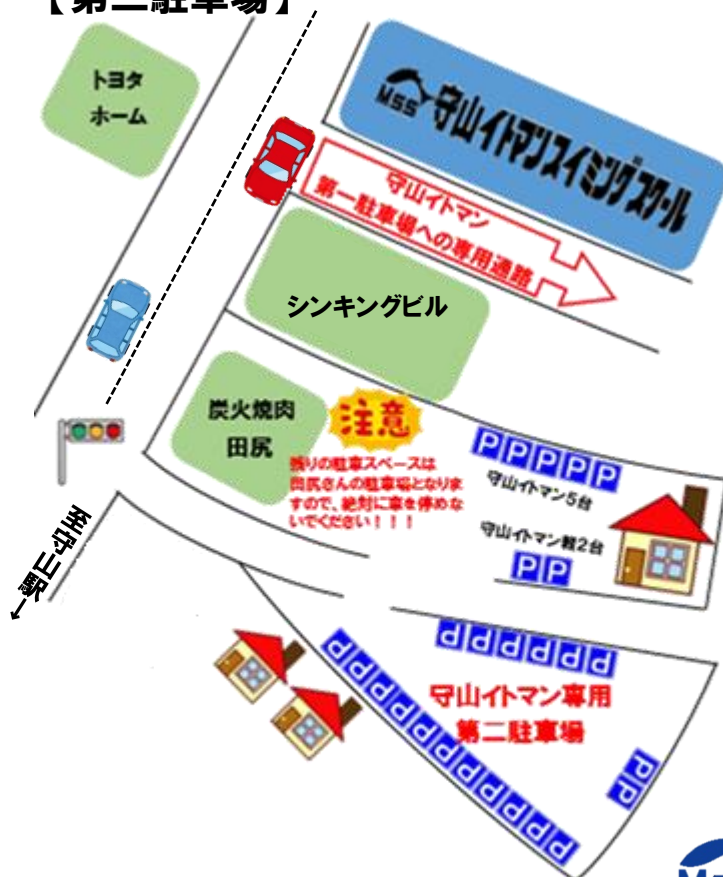 【第二駐車場】
トヨタ
ホーム
MSS 守山イトマンスイミングスクール
守山イトマン
第一駐車場への専用通路
シンキングビル
炭火焼肉
田尻
注意
残りの駐車スペースは
田尻さんの駐車場となりま
すので、絶対に車を停めな
いでください！！！
PPPPP
守山イトマン5台
守山イトマン軽2台
PP
至守山駅
←
PPPPPP
守山イトマン専用
第二駐車場
PPPPPPPPPPPP
PP